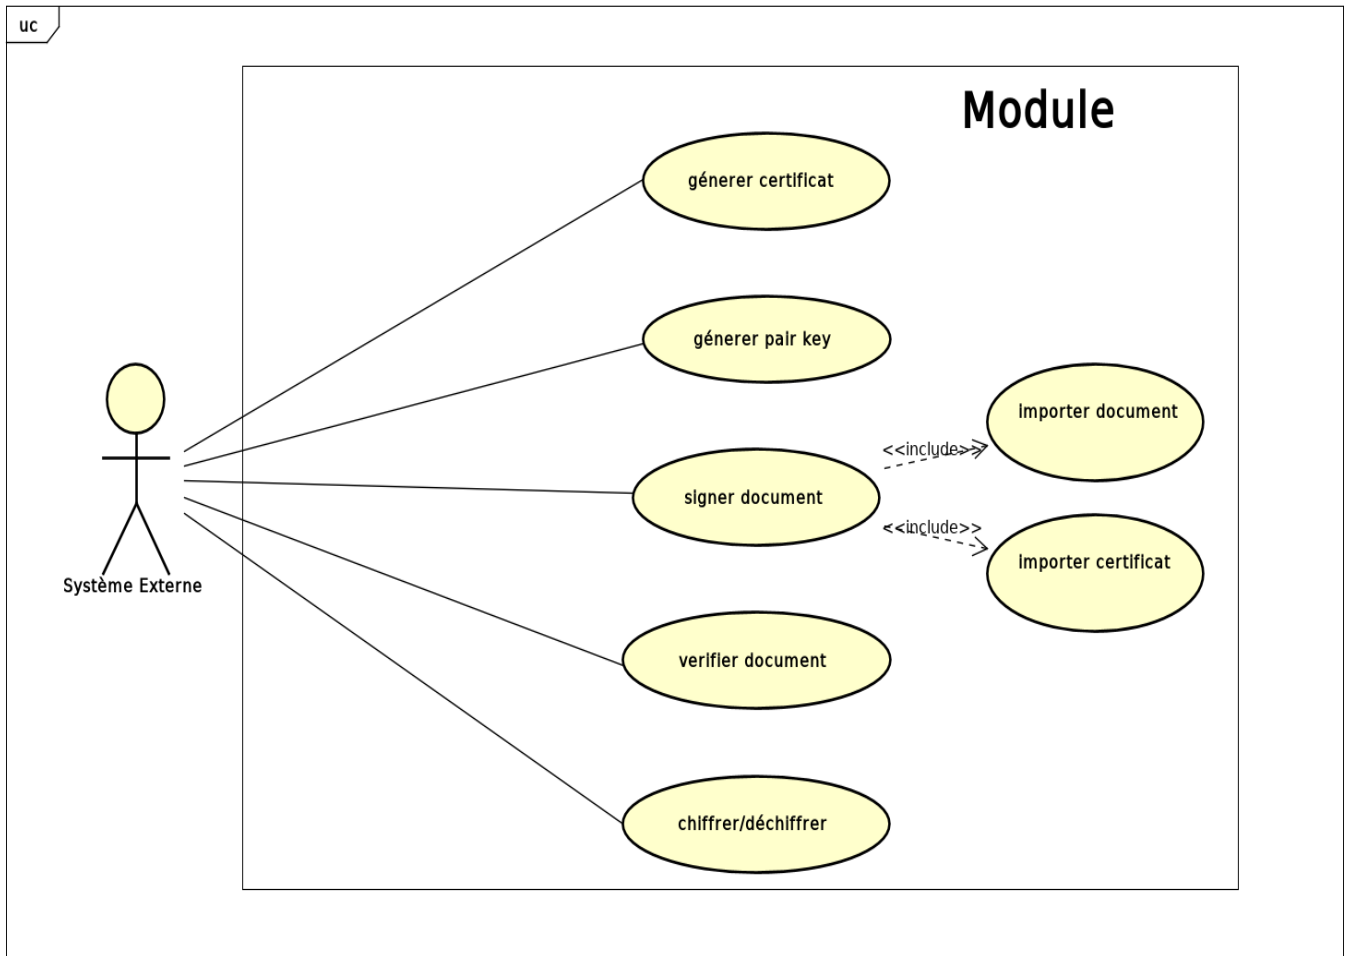 uc
Module
génerer certificat
génerer pair key
importer document
<<include>>
signer document
<<include>>
importer certificat
Système Externe
verifier document
chiffrer/déchiffrer